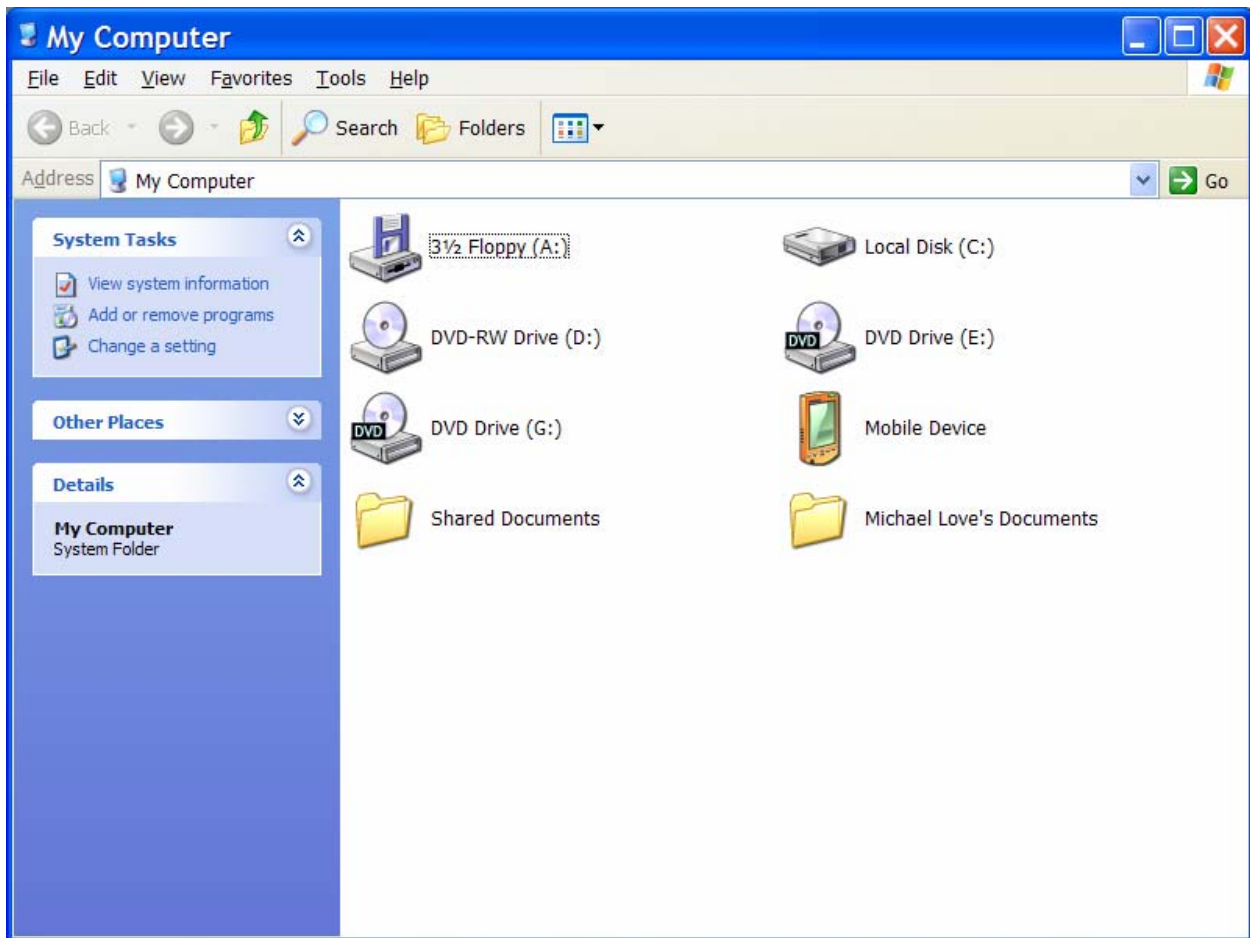 My Computer
File Edit View Favorites Tools Help
Back Search Folders
Address My Computer Go
System Tasks
View system information
Add or remove programs
Change a setting
Other Places
Details
My Computer
System Folder
3½ Floppy (A:) Local Disk (C:)
DVD-RW Drive (D:) DVD Drive (E:)
DVD
DVD Drive (G:) Mobile Device
DVD
Shared Documents Michael Love's Documents